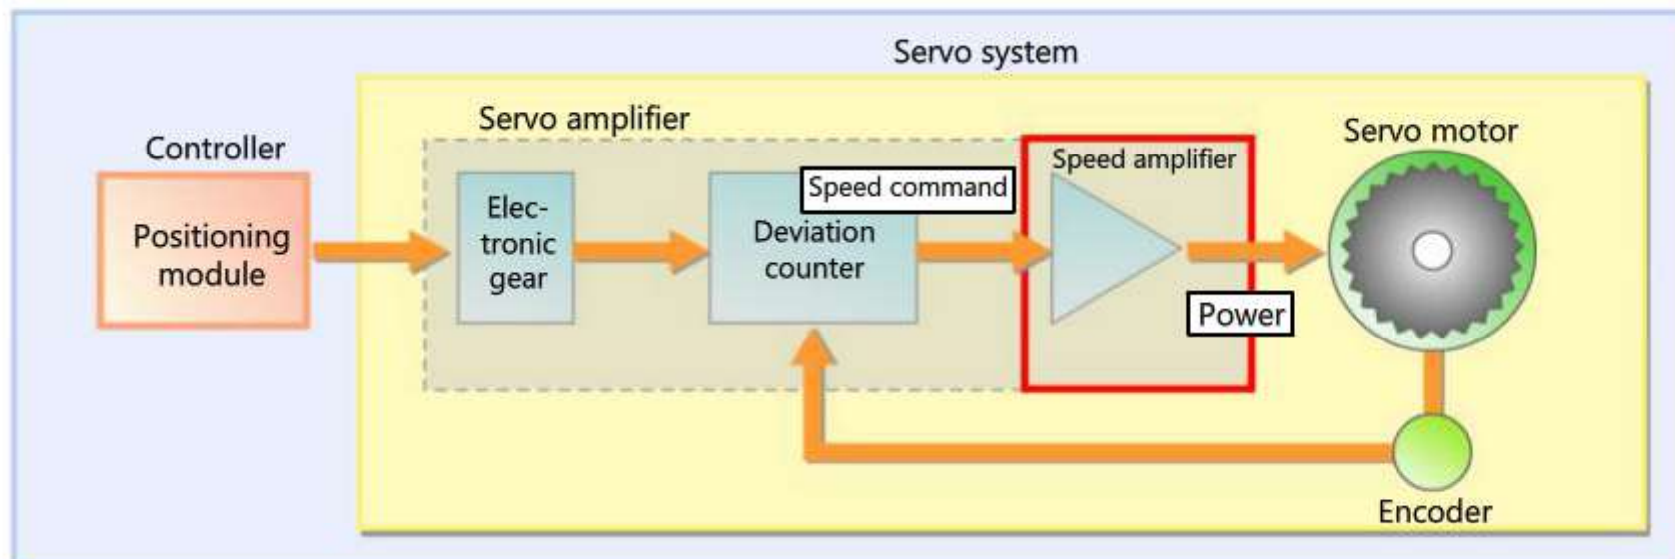 Servo system
Servo amplifier
Controller
Servo motor
Speed amplifier
Speed command
Positioning
module
Elec-
tronic
gear
Deviation
counter
Power
Encoder